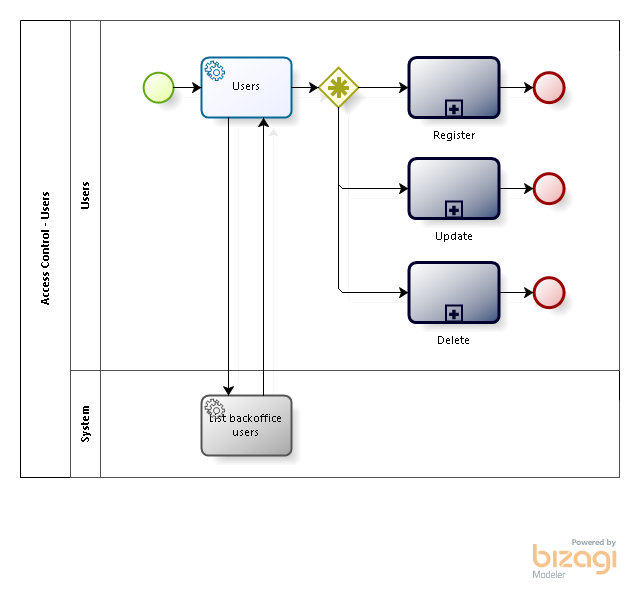 Access Control - Users
Users
Users
Register
Update
Delete
System
List backoffice
users
Powered by
bizagi
Modeler